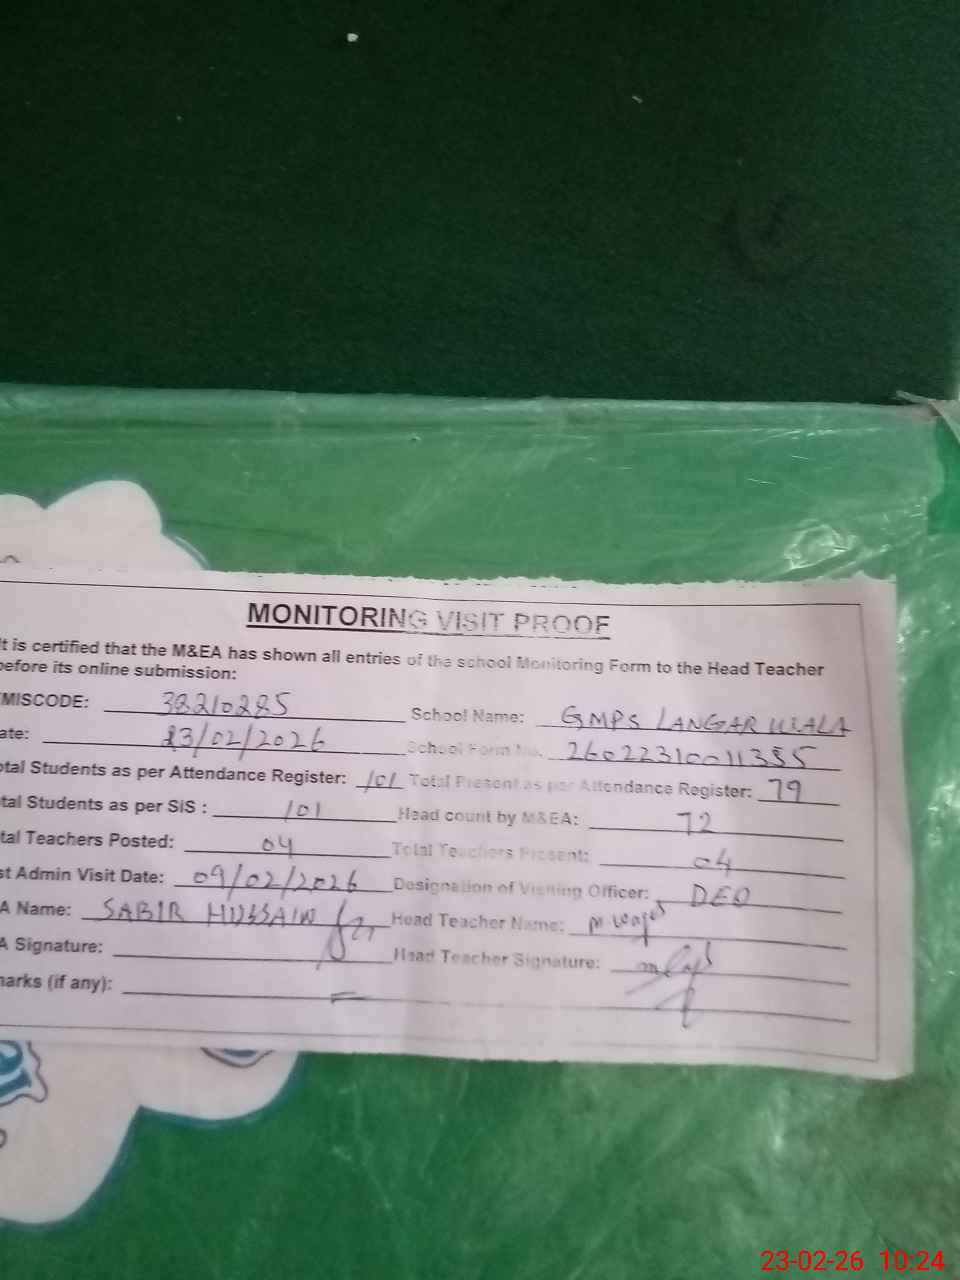 MONITORING VISIT PROOF
It is certified that the M&EA has shown all entries of the school Monitoring Form to the Head Teacher
before its online submission:
MISCODE: 38210285 School Name: GMPS LANGAR WALA
ate: 23/02/2026 School Form No. 26022310011355
otal Students as per Attendance Register: 101 Total Present as per Attendance Register: 79
tal Students as per SIS : 101 Head count by M&EA: 72
tal Teachers Posted: 04 Total Teachers Present: 04
st Admin Visit Date: 09/02/2026 Designation of Visiting Officer: DEO
A Name: SABIR HUSSAIN Head Teacher Name:
A Signature: Head Teacher Signature:
marks (if any):
23-02-26 10:24